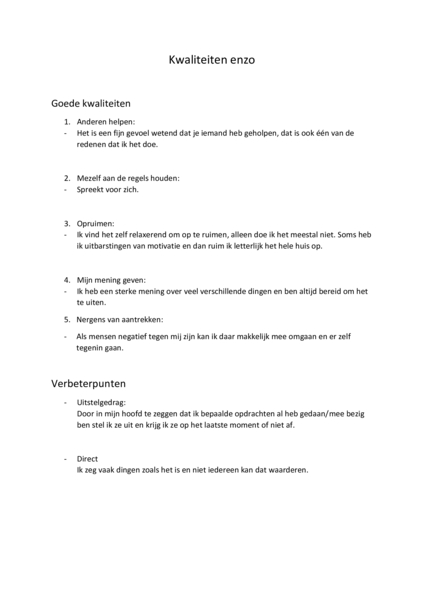 Kwaliteiten enzo
Goede kwaliteiten
1. Anderen helpen:
- Het is een fijn gevoel wetend dat je iemand heb geholpen, dat is ook één van de
redenen dat ik het doe.
2. Mezelf aan de regels houden:
- Spreekt voor zich.
3. Opruimen:
- Ik vind het zelf relaxerend om op te ruimen, alleen doe ik het meestal niet. Soms heb
ik uitbarstingen van motivatie en dan ruim ik letterlijk het hele huis op.
4. Mijn mening geven:
- Ik heb een sterke mening over veel verschillende dingen en ben altijd bereid om het
te uiten.
5. Nergens van aantrekken:
- Als mensen negatief tegen mij zijn kan ik daar makkelijk mee omgaan en er zelf
tegenin gaan.
Verbeterpunten
- Uitstelgedrag:
Door in mijn hoofd te zeggen dat ik bepaalde opdrachten al heb gedaan/mee bezig
ben stel ik ze uit en krijg ik ze op het laatste moment of niet af.
- Direct
Ik zeg vaak dingen zoals het is en niet iedereen kan dat waarderen.